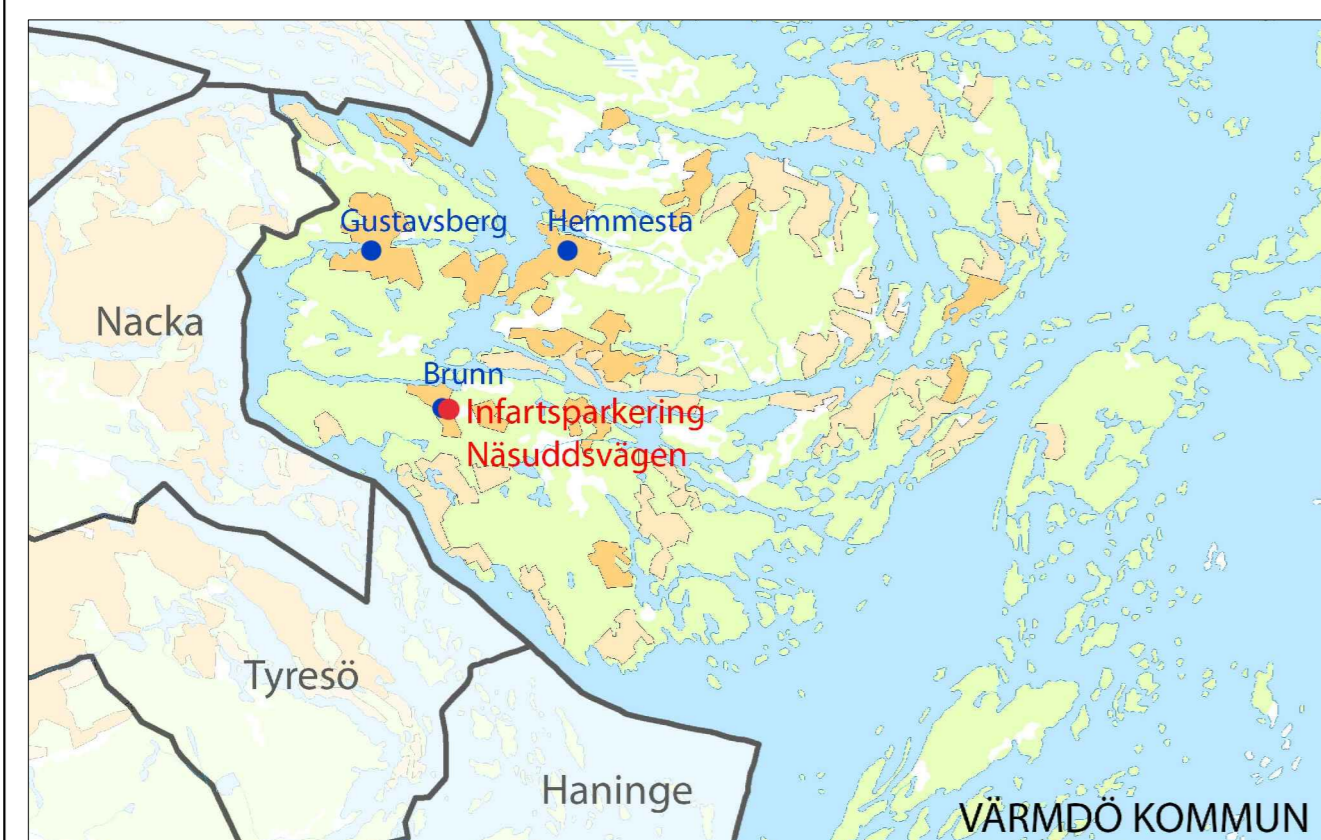 Gustavsberg
Hemmesta
Nacka
Brunn
Infartsparkering
Näsuddsvägen
Tyresö
Haninge
VÄRMDÖ KOMMUN